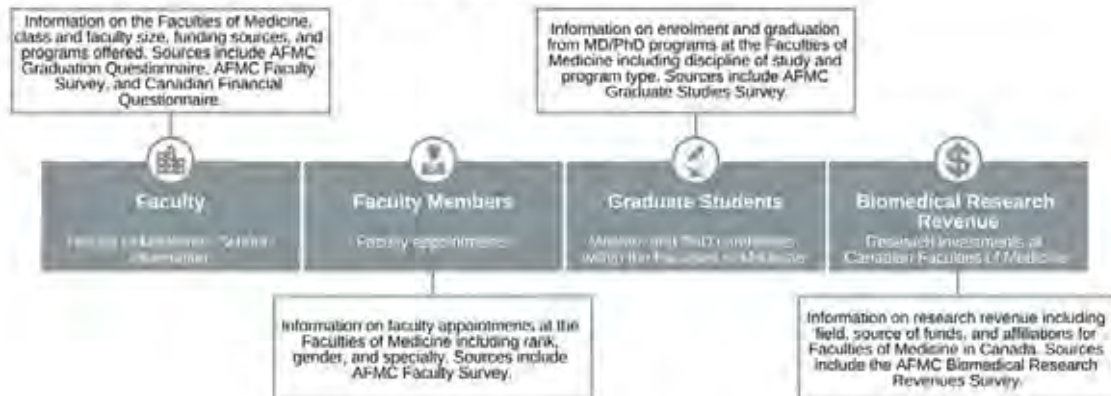 Information on the Faculties of Medicine,
class and faculty size, funding sources, and
programs offered. Sources include AFMC
Graduation Questionnaire, AFMC Faculty
Survey, and Canadian Financial
Questionnaire.
Information on enrolment and graduation
from MD/PhD programs at the Faculties of
Medicine including discipline of study and
program type. Sources include AFMC
Graduate Studies Survey.
Faculty
Faculty Members
Faculty appointments
Graduate Students
within the Faculties of Medicine
Biomedical Research
Revenue
Research investments at
Canadian Faculties of Medicine
Information on faculty appointments at the
Faculties of Medicine including rank,
gender, and specialty. Sources include
AFMC Faculty Survey.
Information on research revenue including
field, source of funds, and affiliations for
Faculties of Medicine in Canada. Sources
include the AFMC Biomedical Research
Revenues Survey.